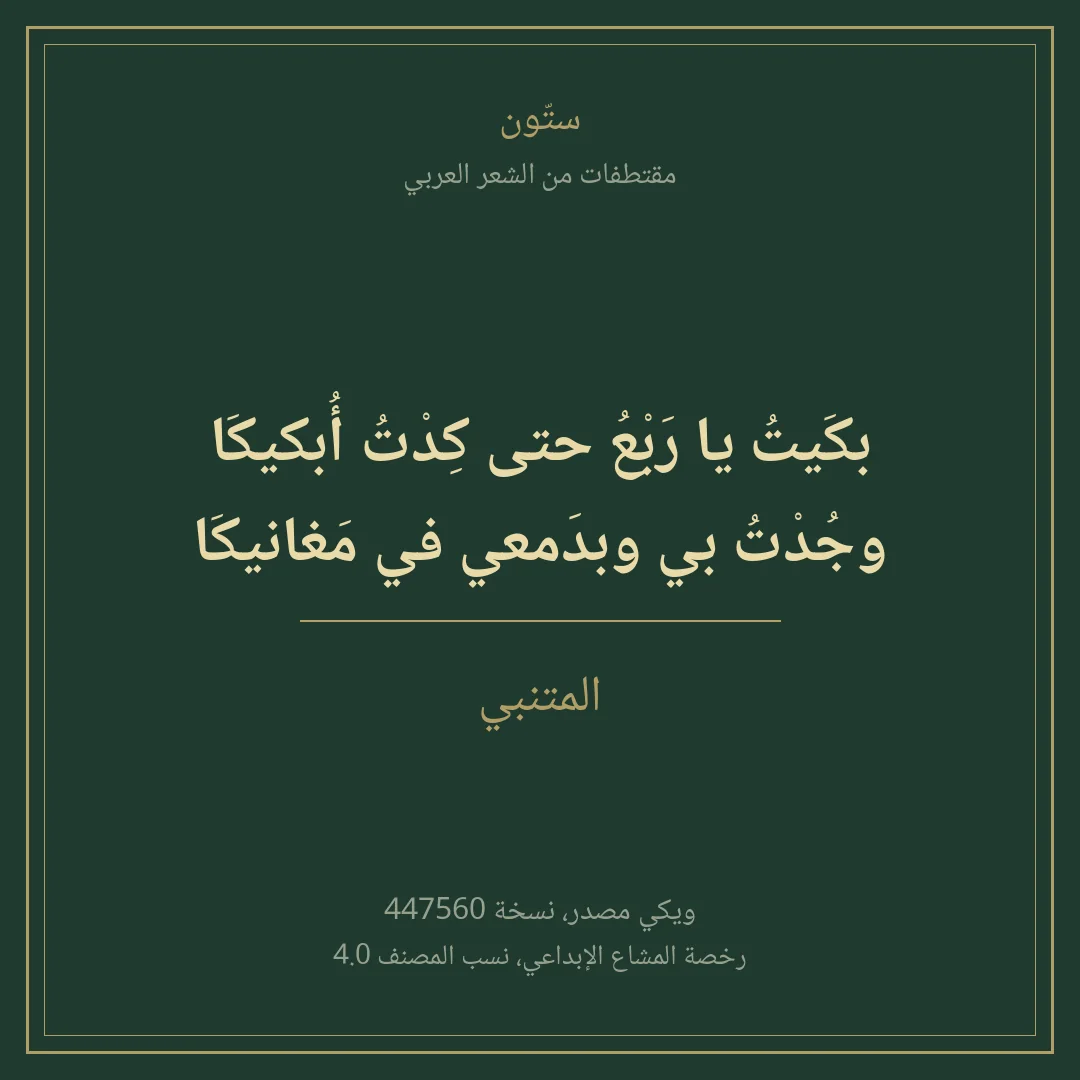 ستّون
مقتطفات من الشعر العربي
بكَيتُ يا رَبْعُ حتى كِدْتُ أُبكيكَا
وجُدْتُ بي وبدَمعي في مَغانيكَا
المتنبي
ويكي مصدر، نسخة 447560
رخصة المشاع الإبداعي، نسب المصنف 4.0